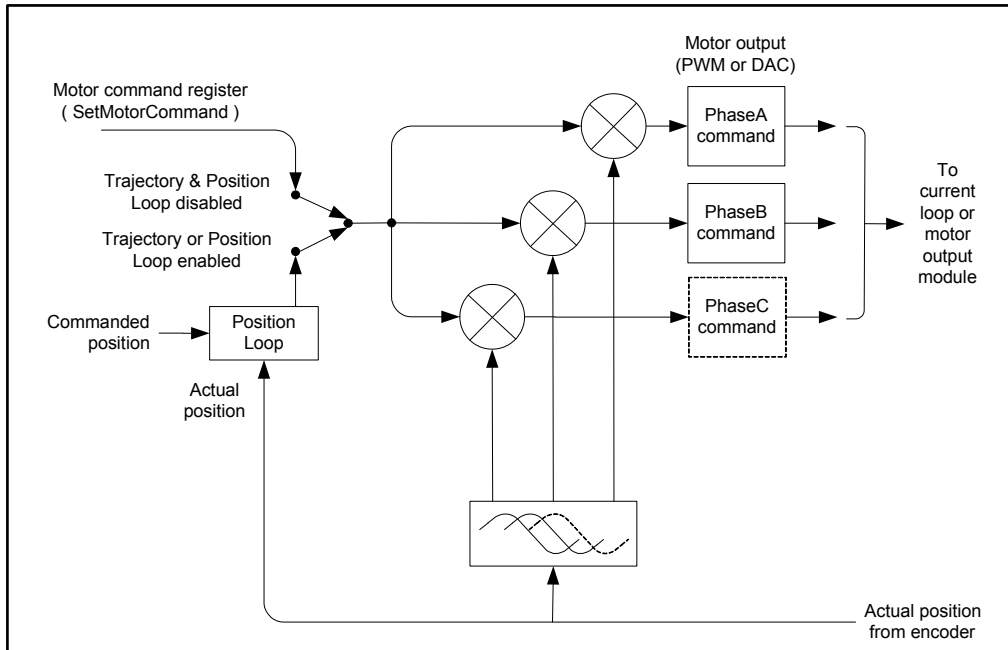 Motor output
(PWM or DAC)
Motor command register
( SetMotorCommand )
PhaseA
command
Trajectory & Position
Loop disabled
PhaseB
command
To
current
loop or
motor
output
module
Trajectory or Position
Loop enabled
PhaseC
command
Commanded
position
Position
Loop
Actual
position
Actual position
from encoder